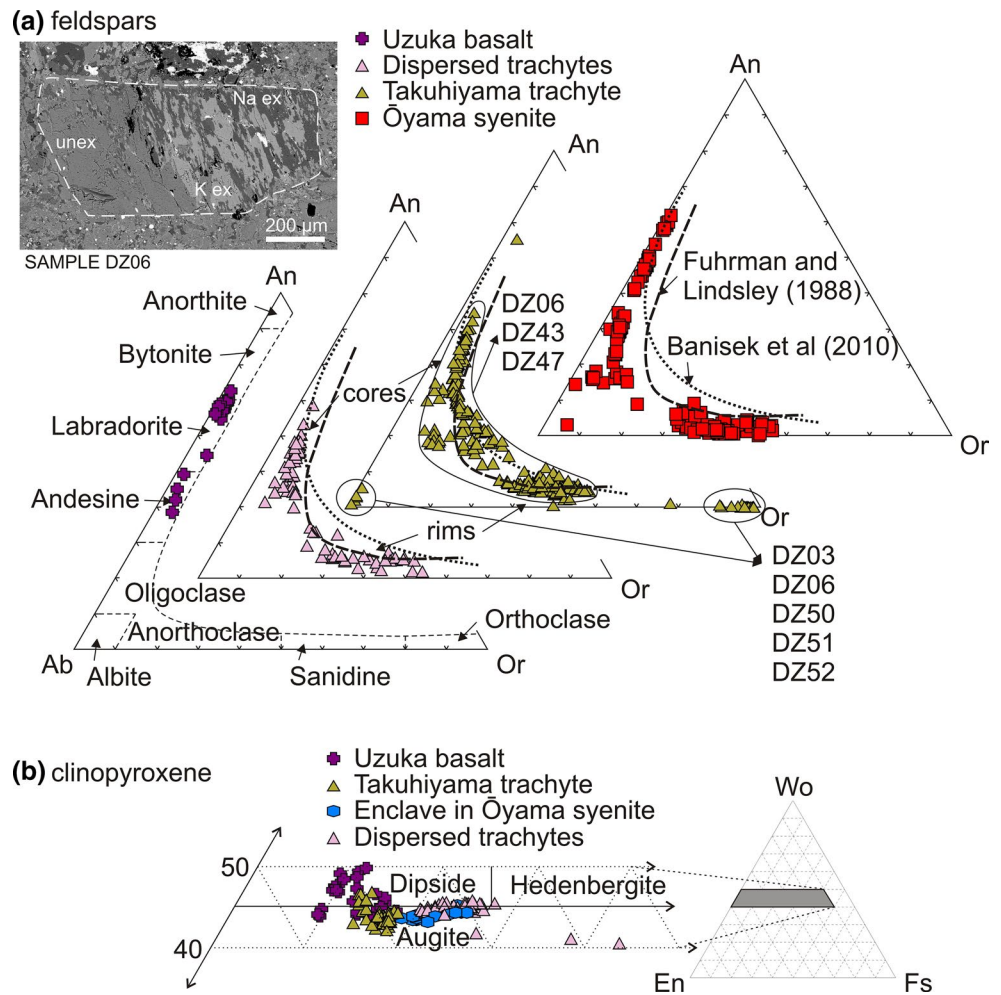 (a) feldspars
Uzuka basalt
Dispersed trachytes
Takuhiyama trachyte
Ōyama syenite
Na ex
unex
K ex
200 µm
SAMPLE DZ06
An
An
An
An
Fuhrman and
Lindsley (1988)
Banisek et al (2010)
DZ06
DZ43
DZ47
cores
rims
Anorthite
Bytonite
Labradorite
Andesine
Oligoclase
Anorthoclase
Albite
Sanidine
Orthoclase
Ab
Or
Or
Or
Or
DZ03
DZ06
DZ50
DZ51
DZ52
(b) clinopyroxene
Uzuka basalt
Takuhiyama trachyte
Enclave in Ōyama syenite
Dispersed trachytes
50
40
Dipside
Hedenbergite
Augite
Wo
En
Fs